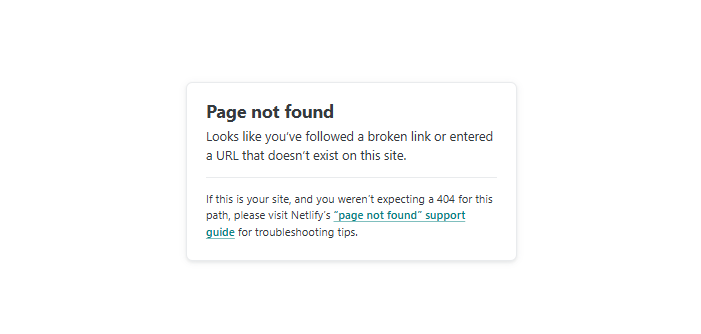 Page not found
Looks like you’ve followed a broken link or entered
a URL that doesn’t exist on this site.
If this is your site, and you weren’t expecting a 404 for this
path, please visit Netlify’s “page not found” support
guide for troubleshooting tips.